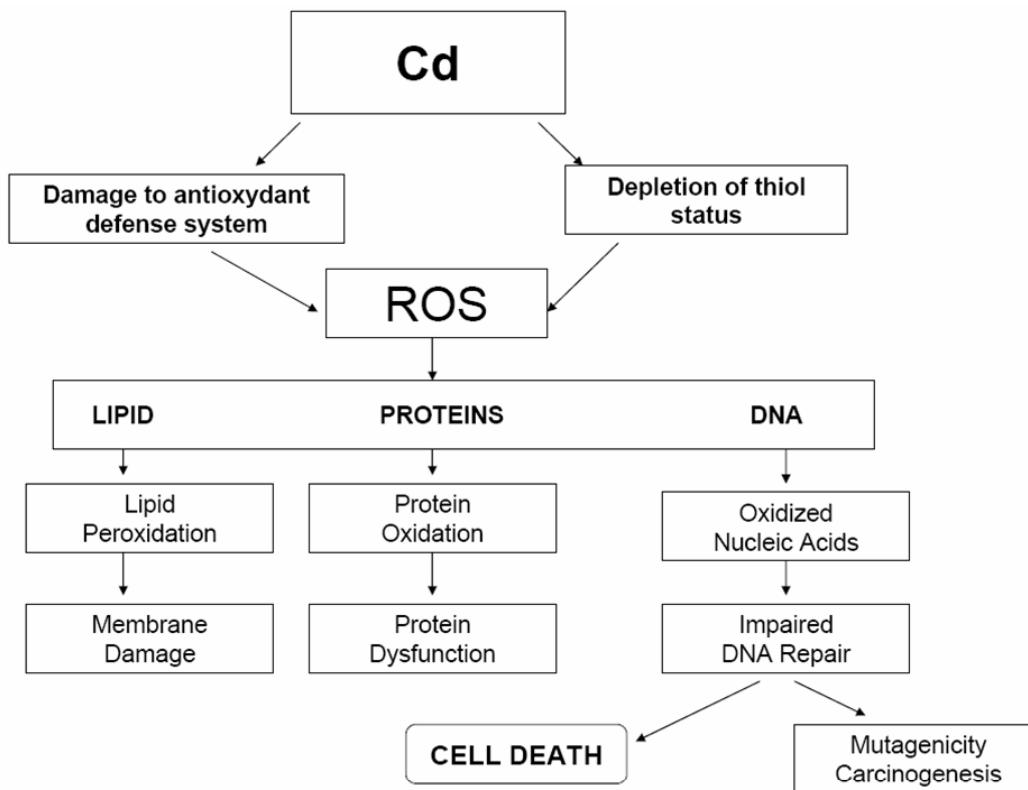 Cd
Damage to antioxydant
defense system
Depletion of thiol
status
ROS
LIPID PROTEINS DNA
Lipid
Peroxidation
Protein
Oxidation
Oxidized
Nucleic Acids
Membrane
Damage
Protein
Dysfunction
Impaired
DNA Repair
CELL DEATH
Mutagenicity
Carcinogenesis